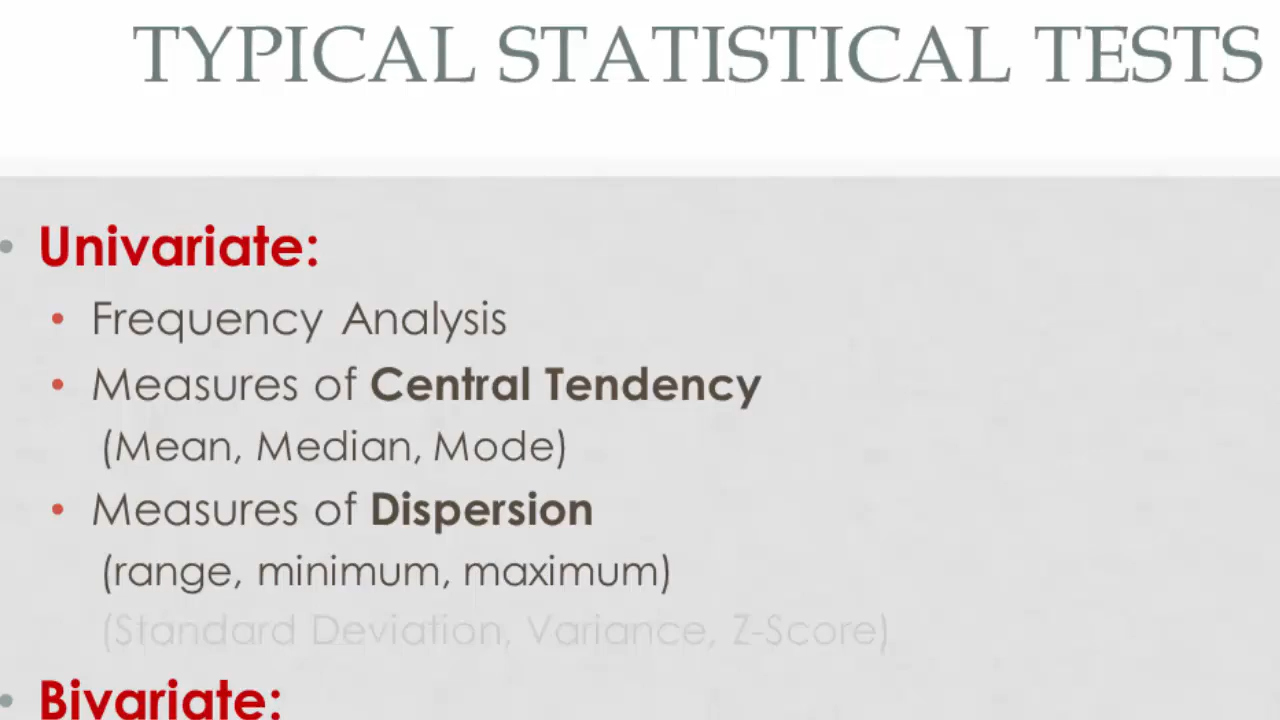 TYPICAL STATISTICAL TESTS
• Univariate:
• Frequency Analysis
• Measures of Central Tendency
(Mean, Median, Mode)
• Measures of Dispersion
(range, minimum, maximum)
(Standard Deviation, Variance, Z-Score)
• Bivariate: